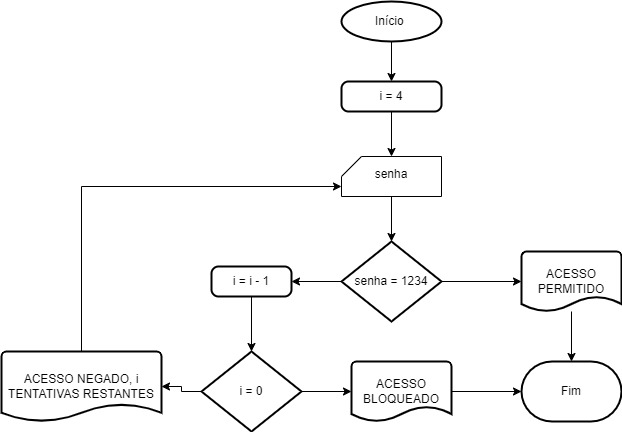 Início
i = 4
senha
senha = 1234
i = i - 1
ACESSO
PERMITIDO
ACESSO NEGADO, i
TENTATIVAS RESTANTES
i = 0
ACESSO
BLOQUEADO
Fim